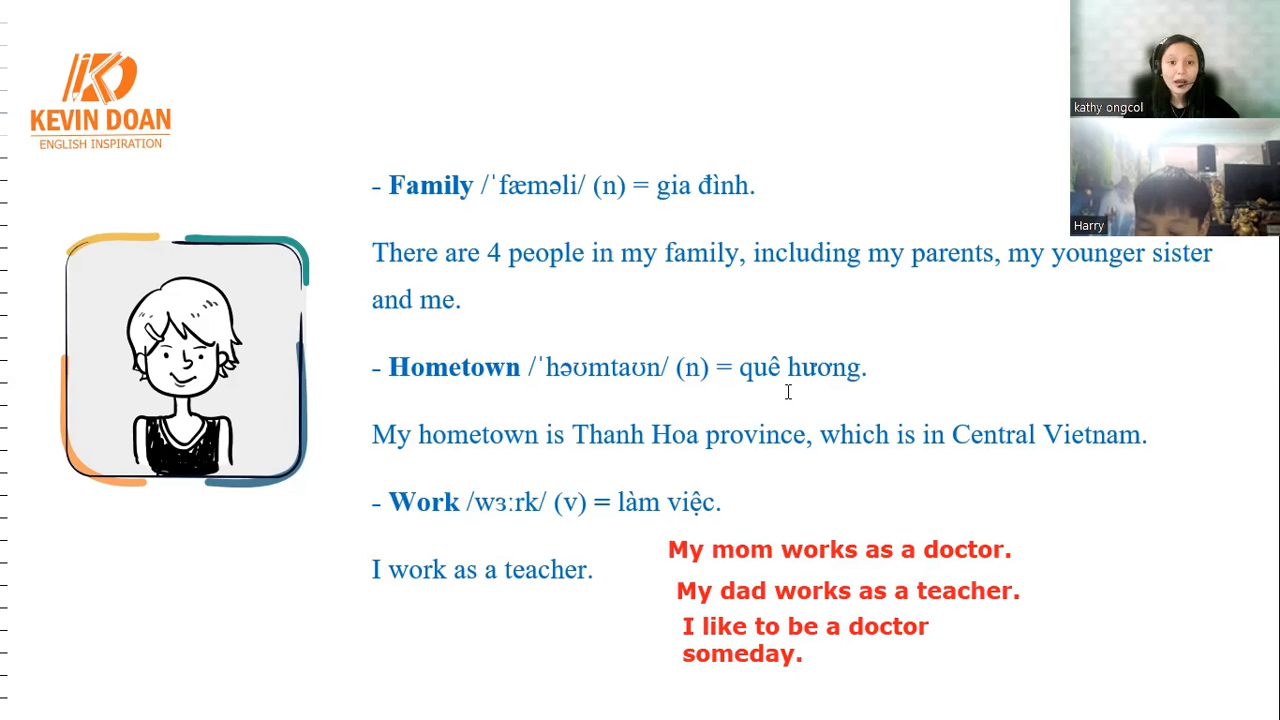 KEVIN DOAN
ENGLISH INSPIRATION
kathy ongcol
Harry
- Family /ˈfæməli/ (n) = gia đình.
There are 4 people in my family, including my parents, my younger sister
and me.
- Hometown /ˈhəʊmtaʊn/ (n) = quê hương.
My hometown is Thanh Hoa province, which is in Central Vietnam.
- Work /wɜːrk/ (v) = làm việc.
I work as a teacher.
My mom works as a doctor.
My dad works as a teacher.
I like to be a doctor
someday.